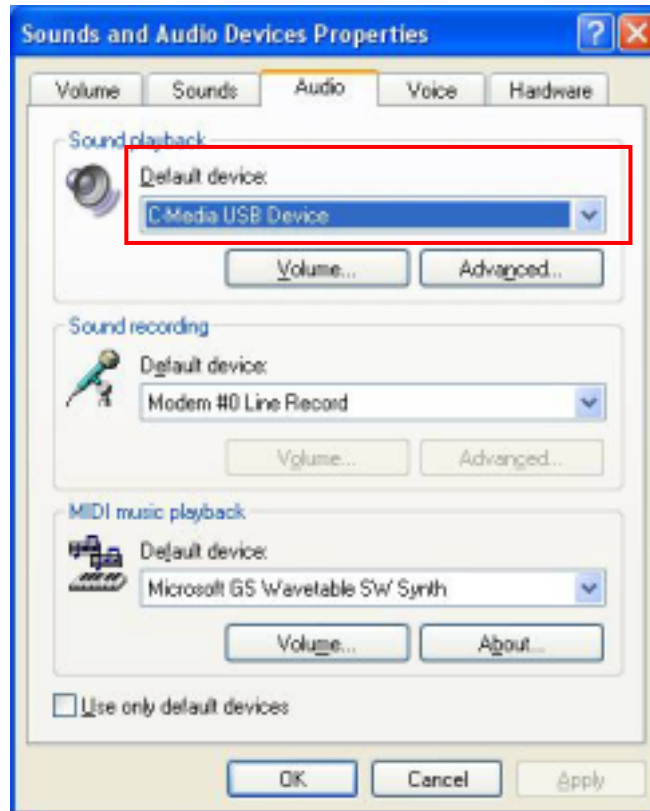 Sounds and Audio Devices Properties
Volume Sounds Audio Voice Hardware
Sound playback
Default device:
C-Media USB Device
Volume... Advanced...
Sound recording
Default device:
Modem #0 Line Record
Volume... Advanced...
MIDI music playback
Default device:
Microsoft GS Wavetable SW Synth
Volume... About...
Use only default devices
OK Cancel Apply